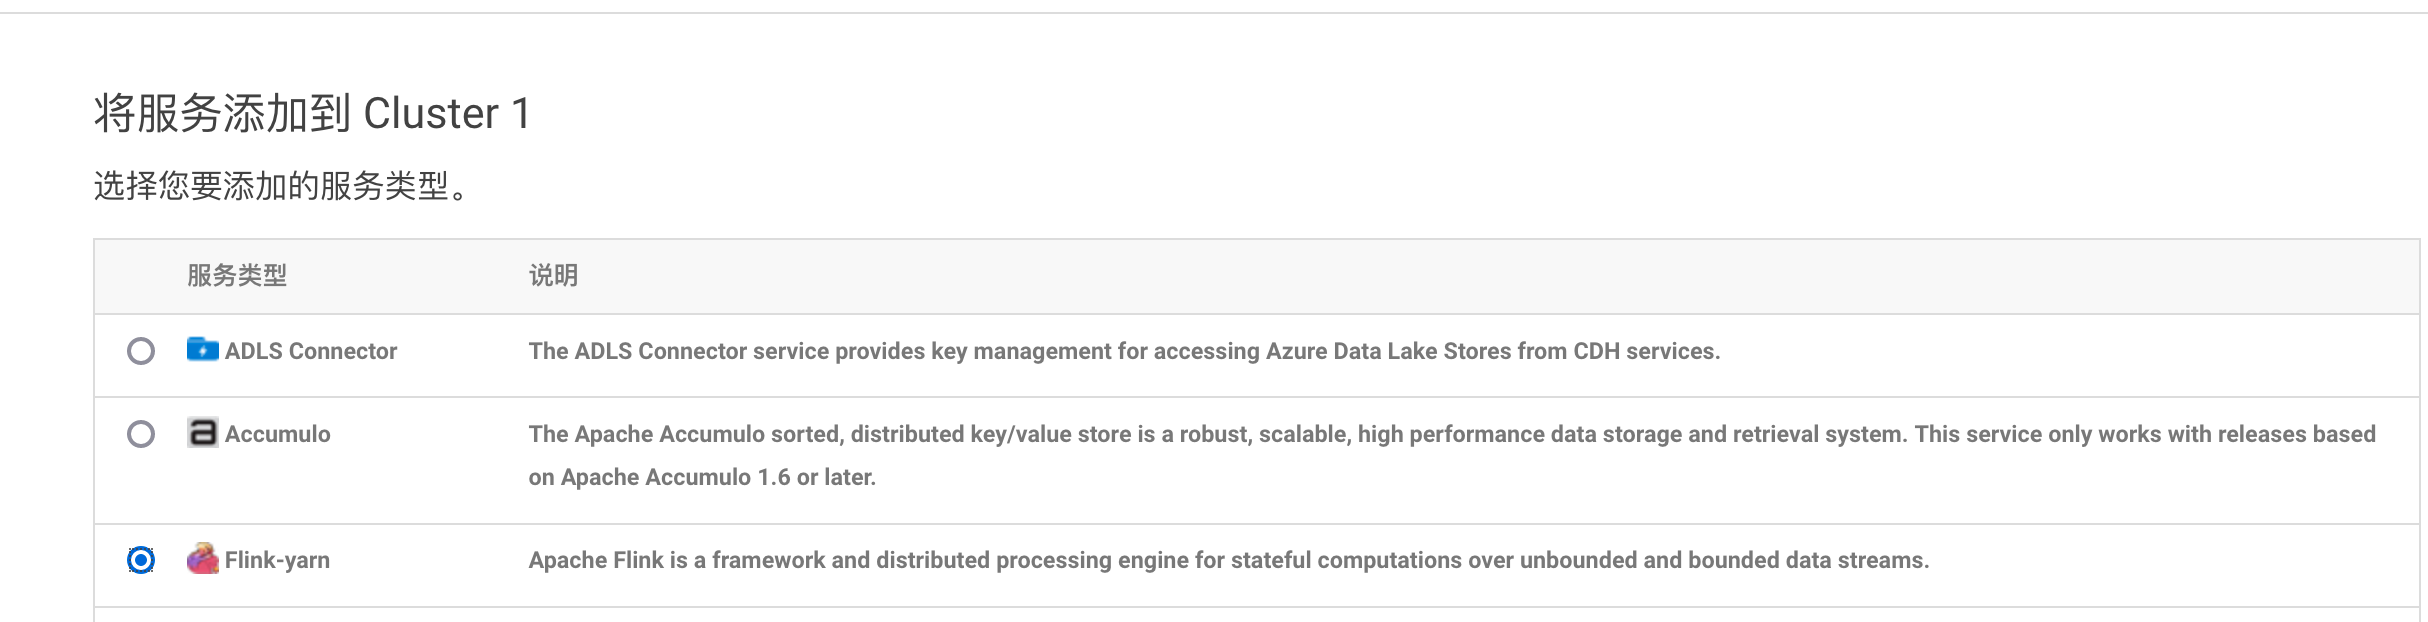 将服务添加到 Cluster 1
选择您要添加的服务类型。
服务类型 说明
ADLS Connector The ADLS Connector service provides key management for accessing Azure Data Lake Stores from CDH services.
Accumulo The Apache Accumulo sorted, distributed key/value store is a robust, scalable, high performance data storage and retrieval system. This service only works with releases based
on Apache Accumulo 1.6 or later.
Flink-yarn Apache Flink is a framework and distributed processing engine for stateful computations over unbounded and bounded data streams.